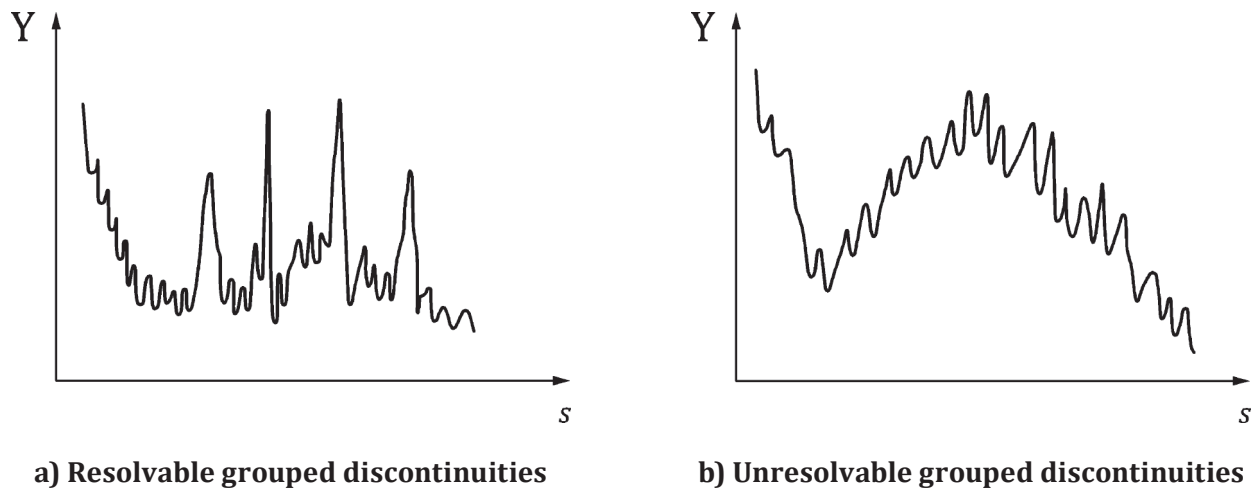 Y
s
a) Resolvable grouped discontinuities
Y
s
b) Unresolvable grouped discontinuities